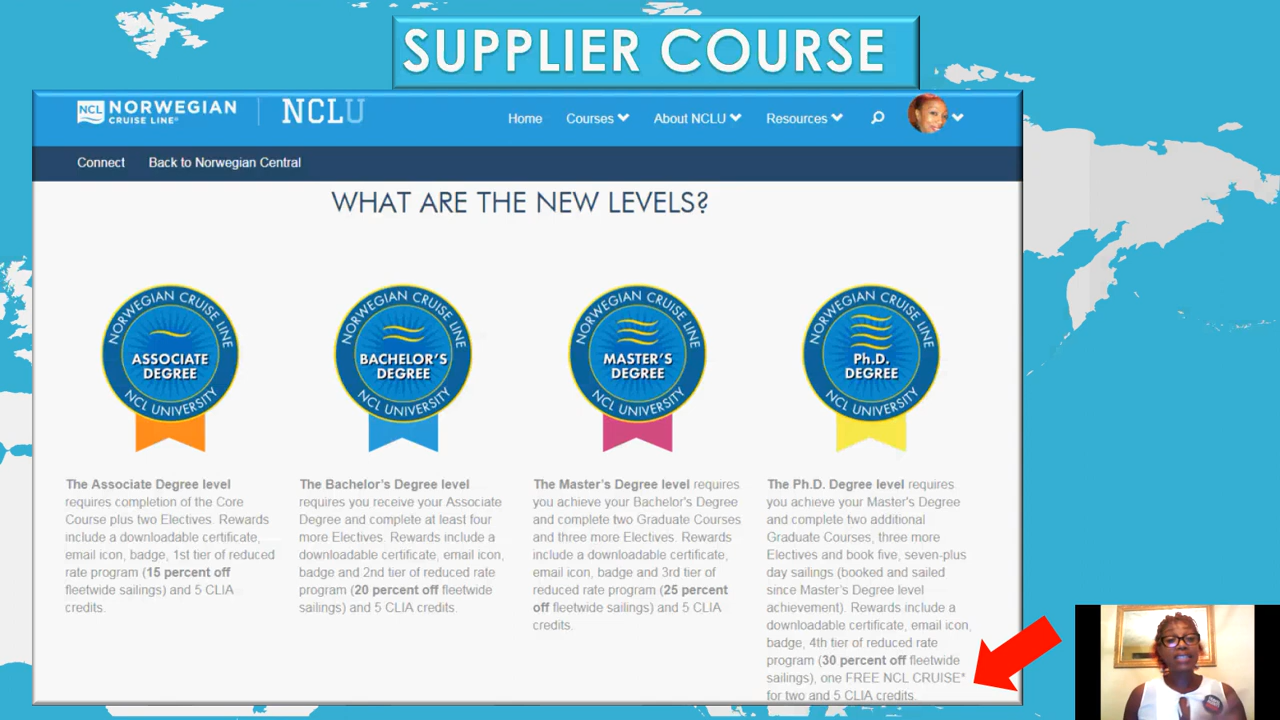 SUPPLIER COURSE
NCL NORWEGIAN CRUISE LINE® NCLU
Home Courses About NCLU Resources
Connect Back to Norwegian Central
WHAT ARE THE NEW LEVELS?
NORWEGIAN CRUISE LINE
ASSOCIATE
DEGREE
NCL UNIVERSITY
The Associate Degree level
requires completion of the Core
Course plus two Electives. Rewards
include a downloadable certificate,
email icon, badge, 1st tier of reduced
rate program (15 percent off
fleetwide sailings) and 5 CLIA
credits.
NORWEGIAN CRUISE LINE
BACHELOR'S
DEGREE
NCL UNIVERSITY
The Bachelor's Degree level
requires you receive your Associate
Degree and complete at least four
more Electives. Rewards include a
downloadable certificate, email icon,
badge and 2nd tier of reduced rate
program (20 percent off fleetwide
sailings) and 5 CLIA credits.
NORWEGIAN CRUISE LINE
MASTER'S
DEGREE
NCL UNIVERSITY
The Master's Degree level requires
you achieve your Bachelor's Degree
and complete two Graduate Courses
and three more Electives. Rewards
include a downloadable certificate,
email icon, badge and 3rd tier of
reduced rate program (25 percent
off fleetwide sailings) and 5 CLIA
credits.
NORWEGIAN CRUISE LINE
Ph.D.
DEGREE
NCL UNIVERSITY
The Ph.D. Degree level requires
you achieve your Master's Degree
and complete two additional
Graduate Courses, three more
Electives and book five, seven-plus
day sailings (booked and sailed
since Master's Degree level
achievement). Rewards include a
downloadable certificate, email icon,
badge, 4th tier of reduced rate
program (30 percent off fleetwide
sailings), one FREE NCL CRUISE*
for two and 5 CLIA credits.